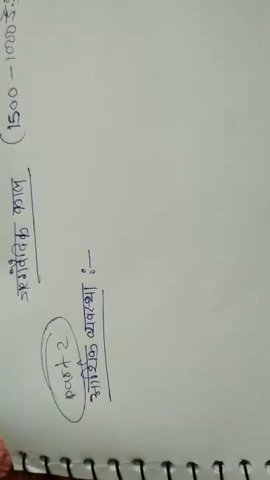 ऋग्वैदिक काल (1500 - 1000 ई.
part 2
आर्थिक व्यवस्था :-